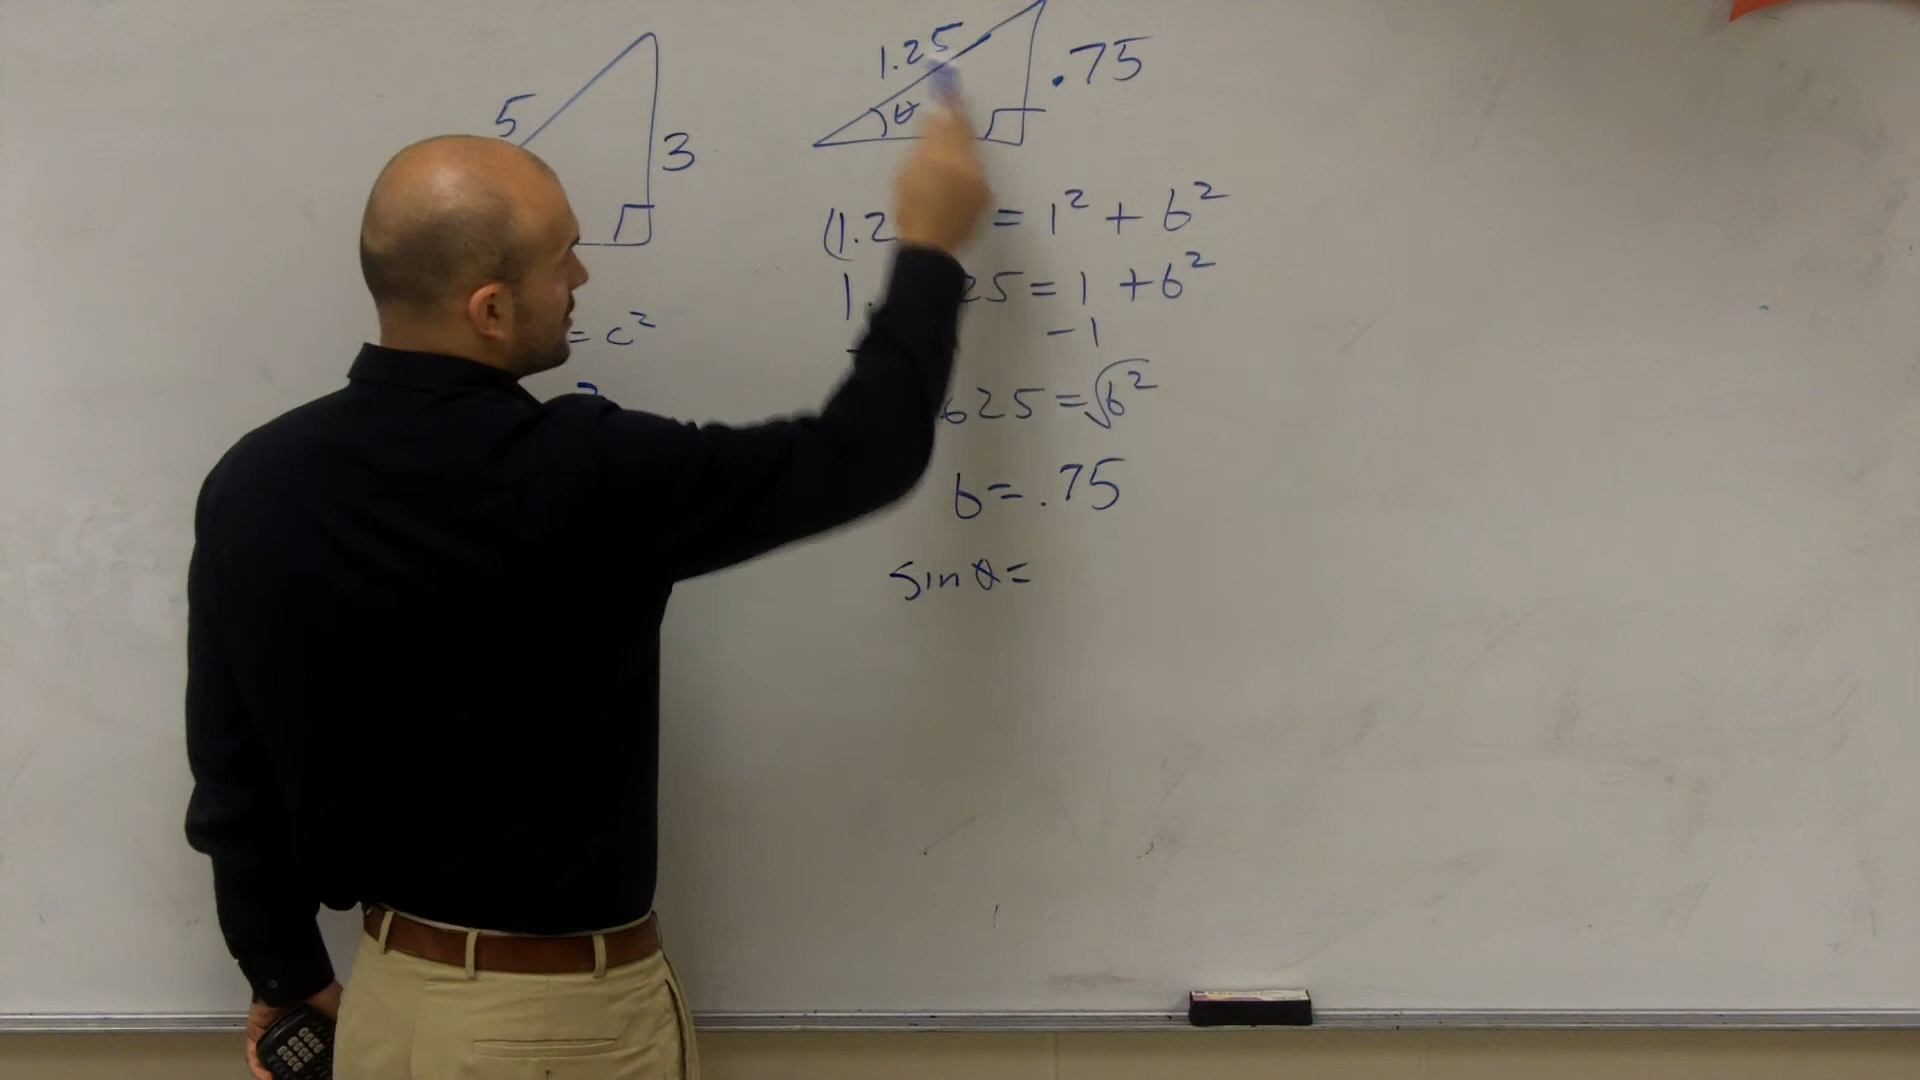 5
3
= c²
2
1.25
θ
.75
(1.2 = 1² + b²
1. 25 = 1 + b²
- 1
625 = √b²
b = .75
sin θ =